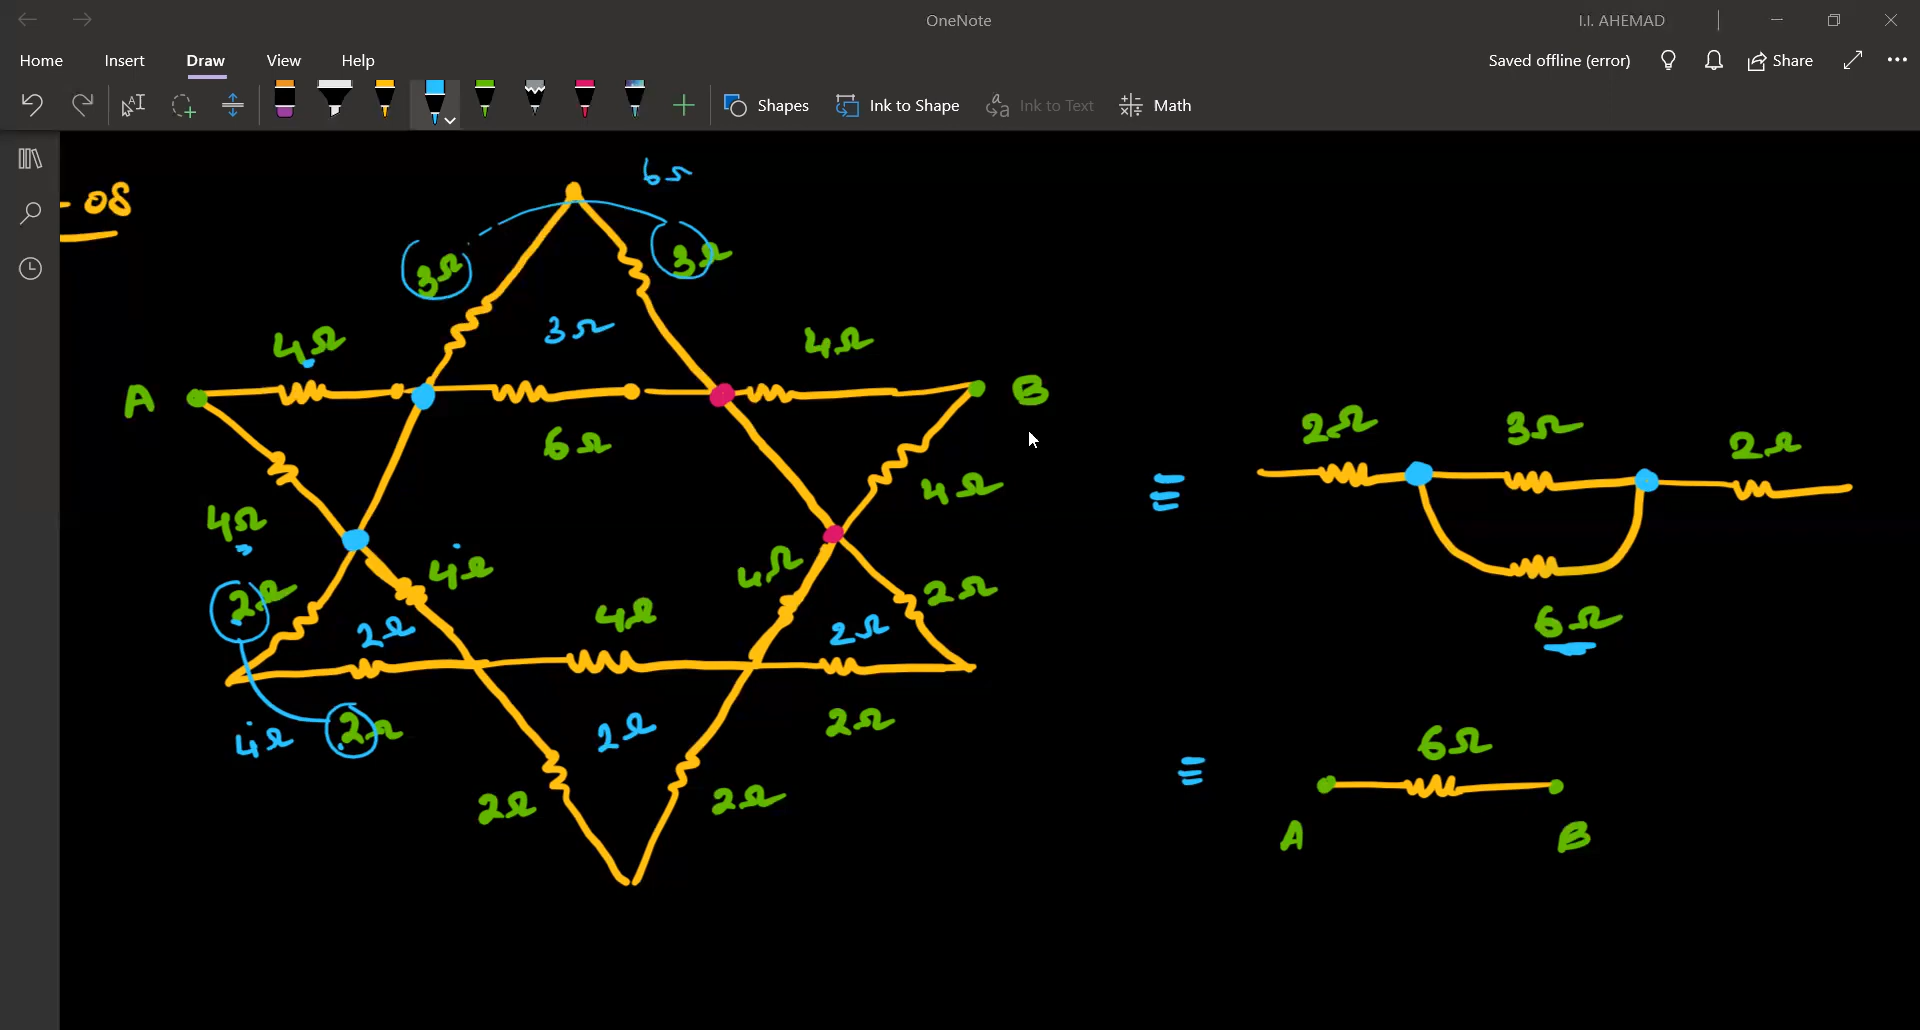 OneNote
I.I. AHEMAD
Home Insert Draw View Help
Saved offline (error) Share
Shapes Ink to Shape Ink to Text Math
- 08
6Ω
3Ω 3Ω
3Ω
4Ω 4Ω
A B
6Ω
4Ω 4Ω
2Ω 4Ω 4Ω 2Ω
4Ω
2Ω 2Ω
4Ω 2Ω 2Ω 2Ω
2Ω 2Ω
≡ 2Ω 3Ω 2Ω
6Ω
≡ 6Ω
A B